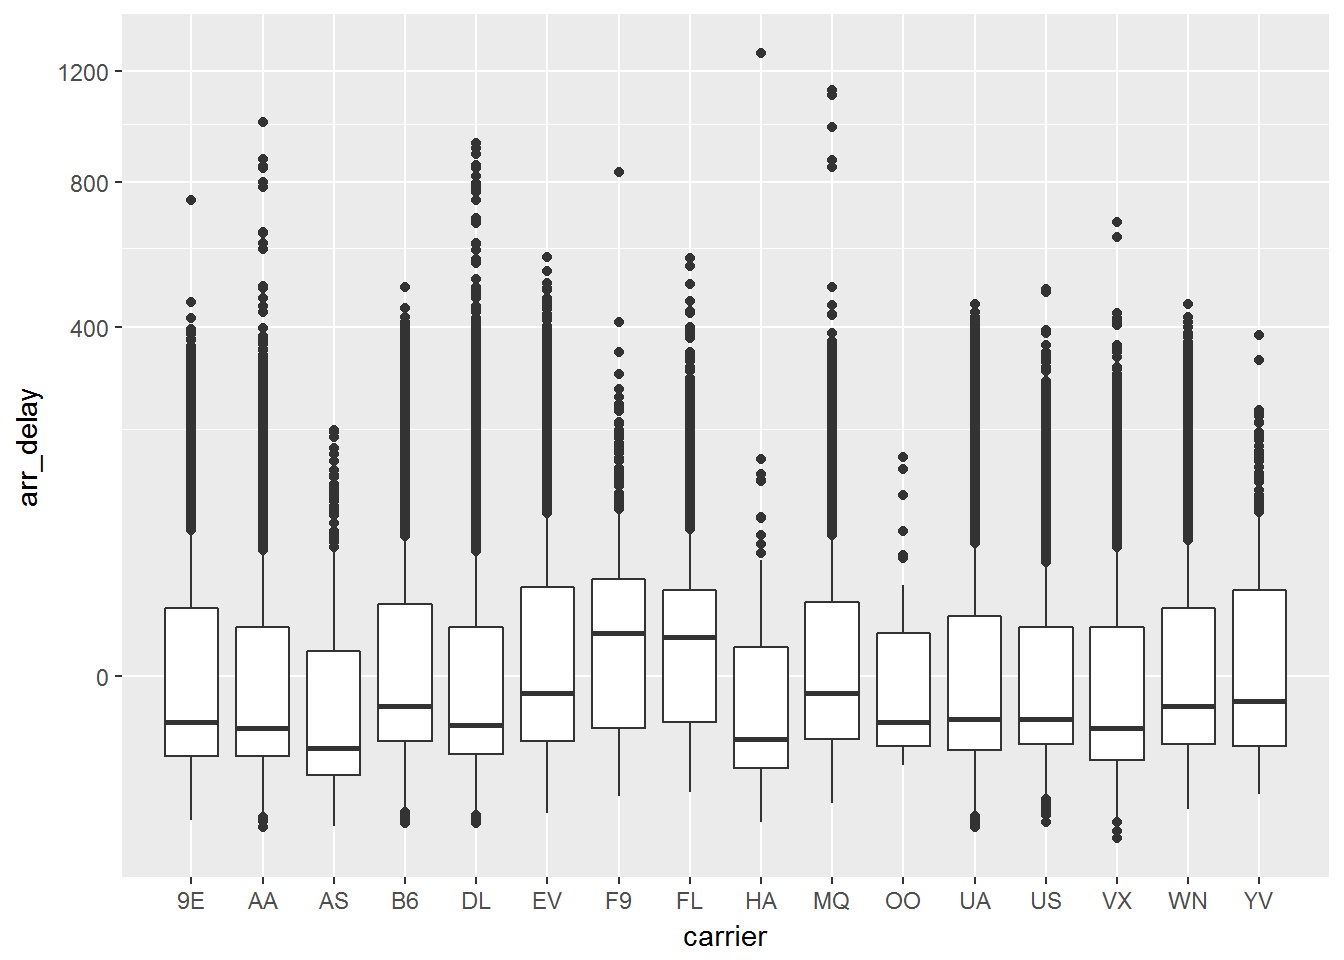 1200
800
400
0
arr_delay
9E AA AS B6 DL EV F9 FL HA MQ OO UA US VX WN YV
carrier